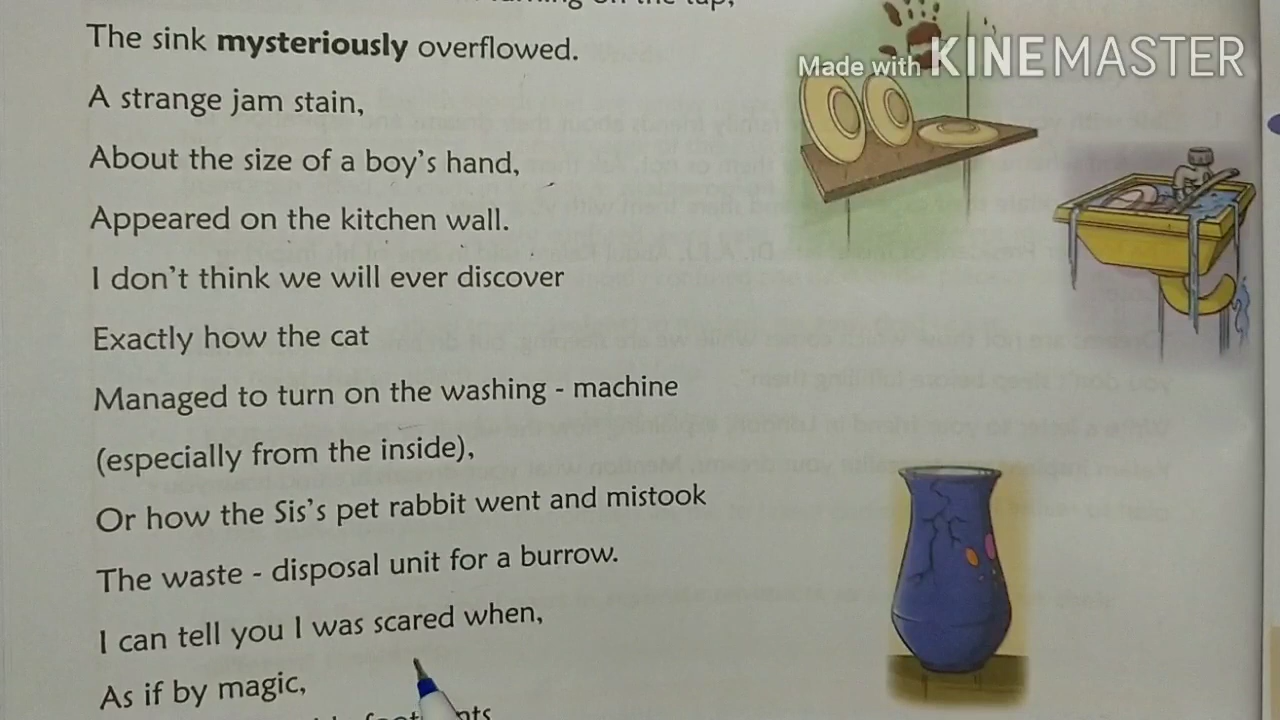 the tap,
The sink mysteriously overflowed.
A strange jam stain,
About the size of a boy's hand,
Appeared on the kitchen wall.
I don't think we will ever discover
Exactly how the cat
Managed to turn on the washing - machine
(especially from the inside),
Or how the Sis's pet rabbit went and mistook
The waste - disposal unit for a burrow.
I can tell you I was scared when,
As if by magic,
Made with KINEMASTER